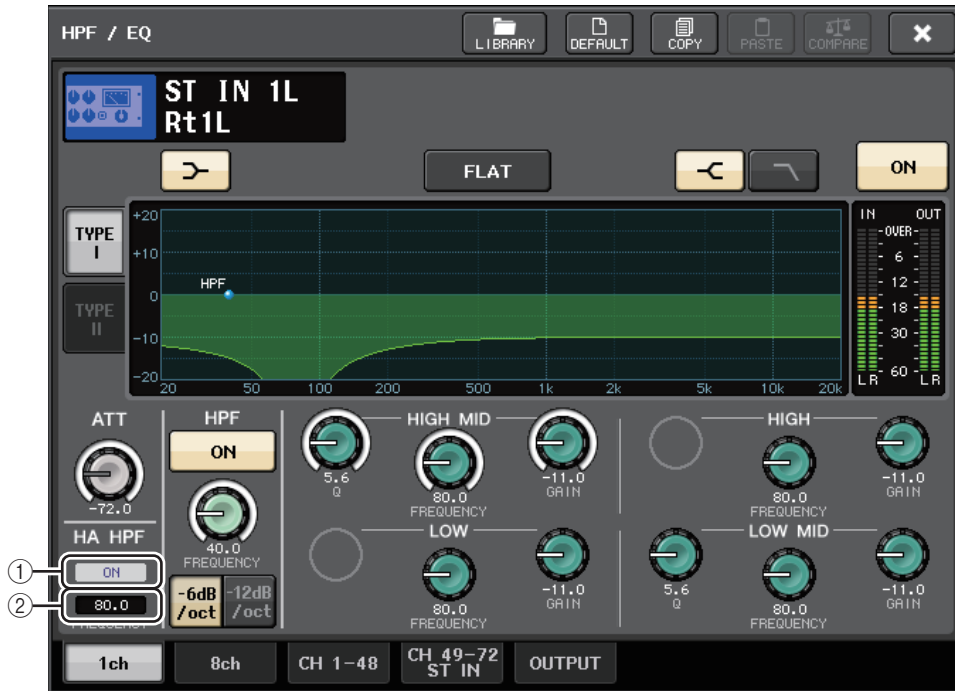 HPF / EQ
LIBRARY DEFAULT COPY PASTE COMPARE
ST IN 1L
Rt1L
FLAT
ON
TYPE I
TYPE II
+20
+10
0
-10
-20
HPF
20 50 100 200 500 1k 2k 5k 10k 20k
IN OUT
OVER
6
12
18
30
60
L R L R
ATT
-72.0
HA HPF
① ON
② 80.0
FREQUENCY
HPF
ON
40.0
FREQUENCY
-6dB /oct -12dB /oct
HIGH MID
5.6 Q
80.0 FREQUENCY
-11.0 GAIN
HIGH
80.0 FREQUENCY
-11.0 GAIN
LOW
80.0 FREQUENCY
-11.0 GAIN
LOW MID
5.6 Q
80.0 FREQUENCY
-11.0 GAIN
1ch 8ch CH 1-48 CH 49-72 ST IN OUTPUT